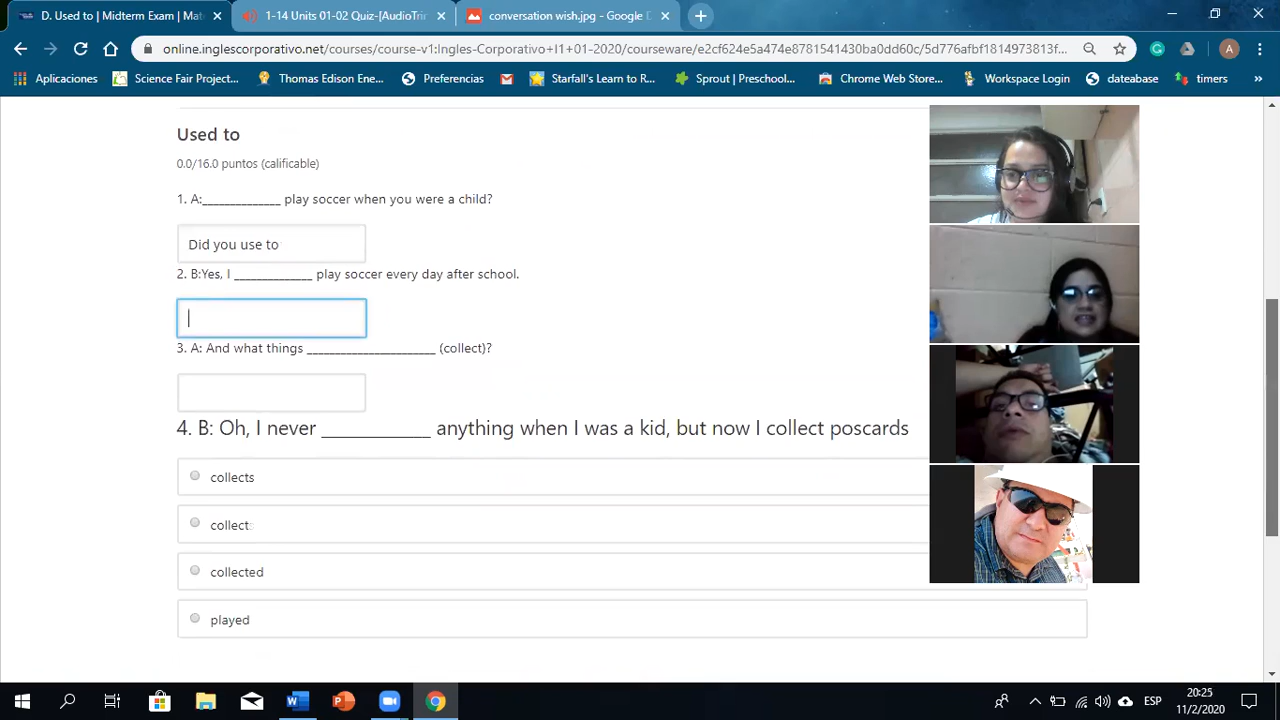 D. Used to | Midterm Exam | Mat
1-14 Units 01-02 Quiz-[AudioTrir
conversation wish.jpg - Google D
online.inglescorporativo.net/courses/course-v1:Ingles-Corporativo+I1+01-2020/courseware/e2cf624e5a474e8781541430ba0dd60c/5d776afbf1814973813f...
A
Aplicaciones
Science Fair Project...
Thomas Edison Ene...
Preferencias
Starfall's Learn to R...
Sprout | Preschool...
Chrome Web Store...
Workspace Login
dateabase
timers
»
Used to
0.0/16.0 puntos (calificable)
1. A:______________ play soccer when you were a child?
Did you use to
2. B:Yes, I ______________ play soccer every day after school.
3. A: And what things _______________________ (collect)?
4. B: Oh, I never ____________ anything when I was a kid, but now I collect poscards
collects
collect
collected
played
ESP
20:25
11/2/2020